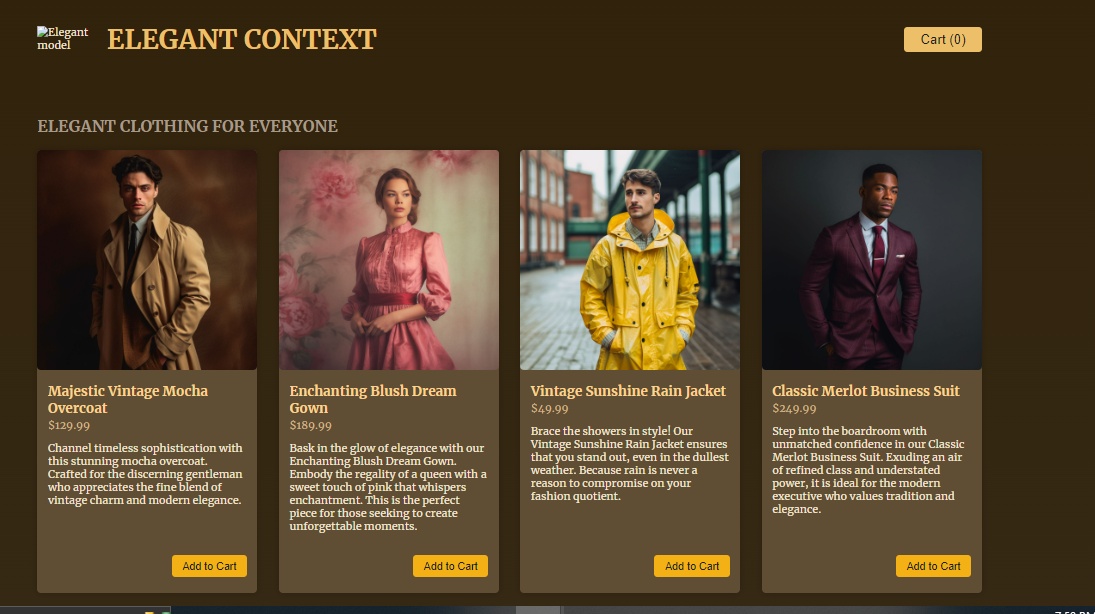 Elegant
model
ELEGANT CONTEXT
Cart (0)
ELEGANT CLOTHING FOR EVERYONE
Majestic Vintage Mocha
Overcoat
$129.99
Channel timeless sophistication with
this stunning mocha overcoat.
Crafted for the discerning gentleman
who appreciates the fine blend of
vintage charm and modern elegance.
Add to Cart
Enchanting Blush Dream
Gown
$189.99
Bask in the glow of elegance with our
Enchanting Blush Dream Gown.
Embody the regality of a queen with a
sweet touch of pink that whispers
enchantment. This is the perfect
piece for those seeking to create
unforgettable moments.
Add to Cart
Vintage Sunshine Rain Jacket
$49.99
Brace the showers in style! Our
Vintage Sunshine Rain Jacket ensures
that you stand out, even in the dullest
weather. Because rain is never a
reason to compromise on your
fashion quotient.
Add to Cart
Classic Merlot Business Suit
$249.99
Step into the boardroom with
unmatched confidence in our Classic
Merlot Business Suit. Exuding an air
of refined class and understated
power, it is ideal for the modern
executive who values tradition and
elegance.
Add to Cart